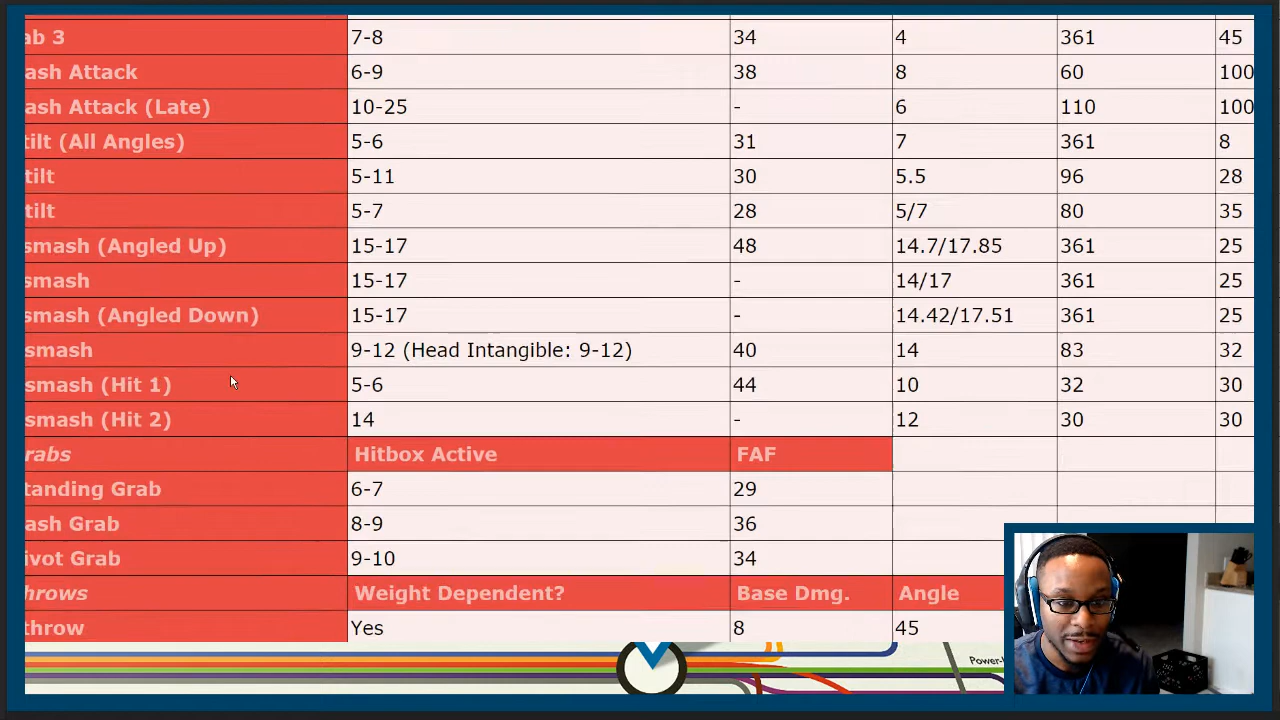 ab 3 7-8 34 4 361 45
ash Attack 6-9 38 8 60 100
ash Attack (Late) 10-25 - 6 110 100
tilt (All Angles) 5-6 31 7 361 8
tilt 5-11 30 5.5 96 28
tilt 5-7 28 5/7 80 35
smash (Angled Up) 15-17 48 14.7/17.85 361 25
smash 15-17 - 14/17 361 25
smash (Angled Down) 15-17 - 14.42/17.51 361 25
smash 9-12 (Head Intangible: 9-12) 40 14 83 32
smash (Hit 1) 5-6 44 10 32 30
smash (Hit 2) 14 - 12 30 30
rabs Hitbox Active FAF
tanding Grab 6-7 29
ash Grab 8-9 36
ivot Grab 9-10 34
hrows Weight Dependent? Base Dmg. Angle
throw Yes 8 45
Power-